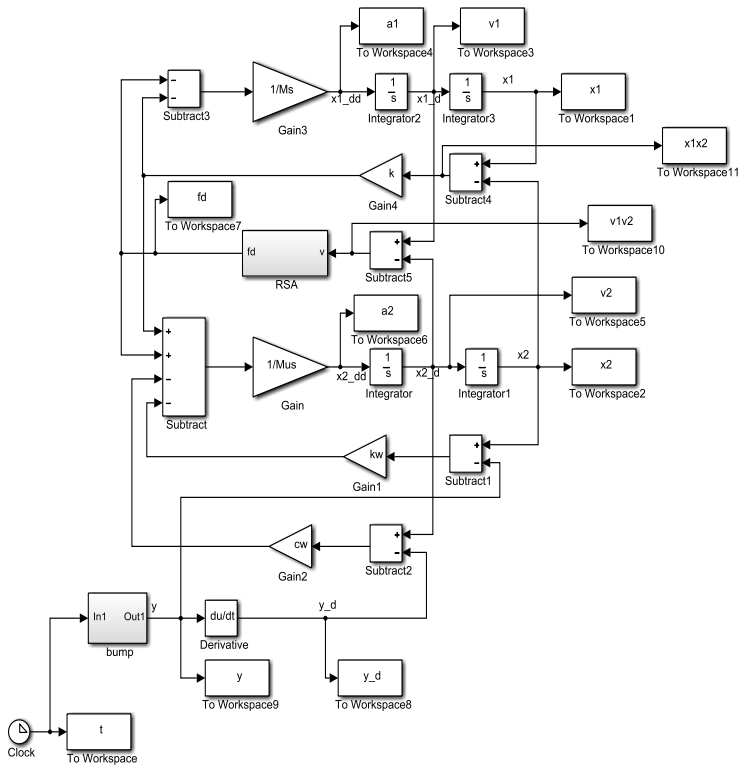 a1
To Workspace4
v1
To Workspace3
−
−
Subtract3
1/Ms
Gain3
x1_dd
1
s
Integrator2
x1_d
1
s
Integrator3
x1
x1
To Workspace1
x1x2
To Workspace11
k
Gain4
+
−
Subtract4
fd
To Workspace7
v1v2
To Workspace10
fd
v
RSA
+
−
Subtract5
v2
To Workspace5
a2
To Workspace6
+
+
−
−
Subtract
1/Mus
Gain
x2_dd
1
s
Integrator
x2_d
1
s
Integrator1
x2
x2
To Workspace2
kw
Gain1
+
−
Subtract1
cw
Gain2
+
−
Subtract2
In1
Out1
bump
y
du/dt
Derivative
y_d
y
To Workspace9
y_d
To Workspace8
Clock
t
To Workspace